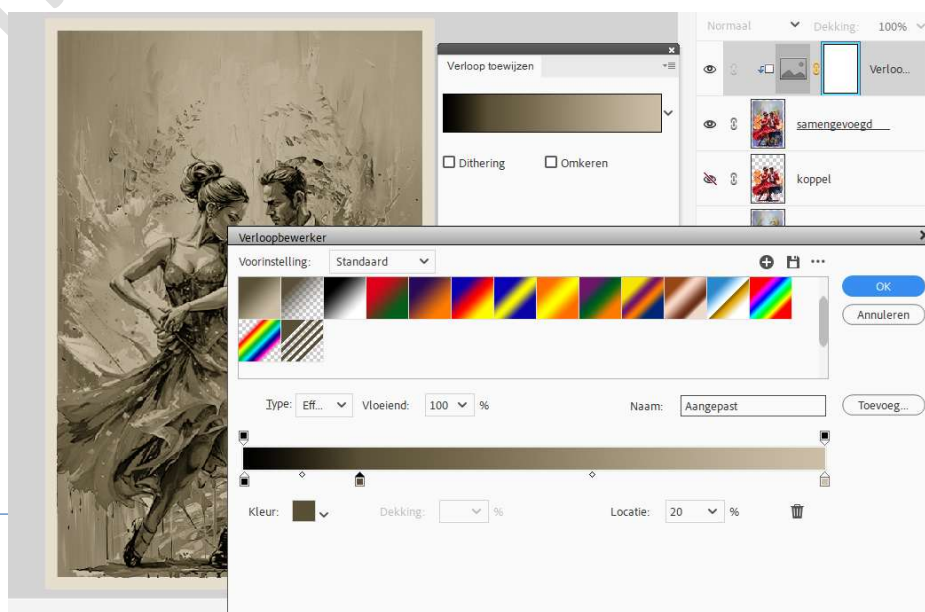 Normaal Dekking: 100%
Verloop toewijzen
Verloo...
Dithering Omkeren
samengevoegd
koppel
Verloopbewerker
Voorinstelling: Standaard
OK
Annuleren
Type: Eff... Vloeiend: 100 % Naam: Aangepast Toevoeg...
Kleur: Dekking: % Locatie: 20 %